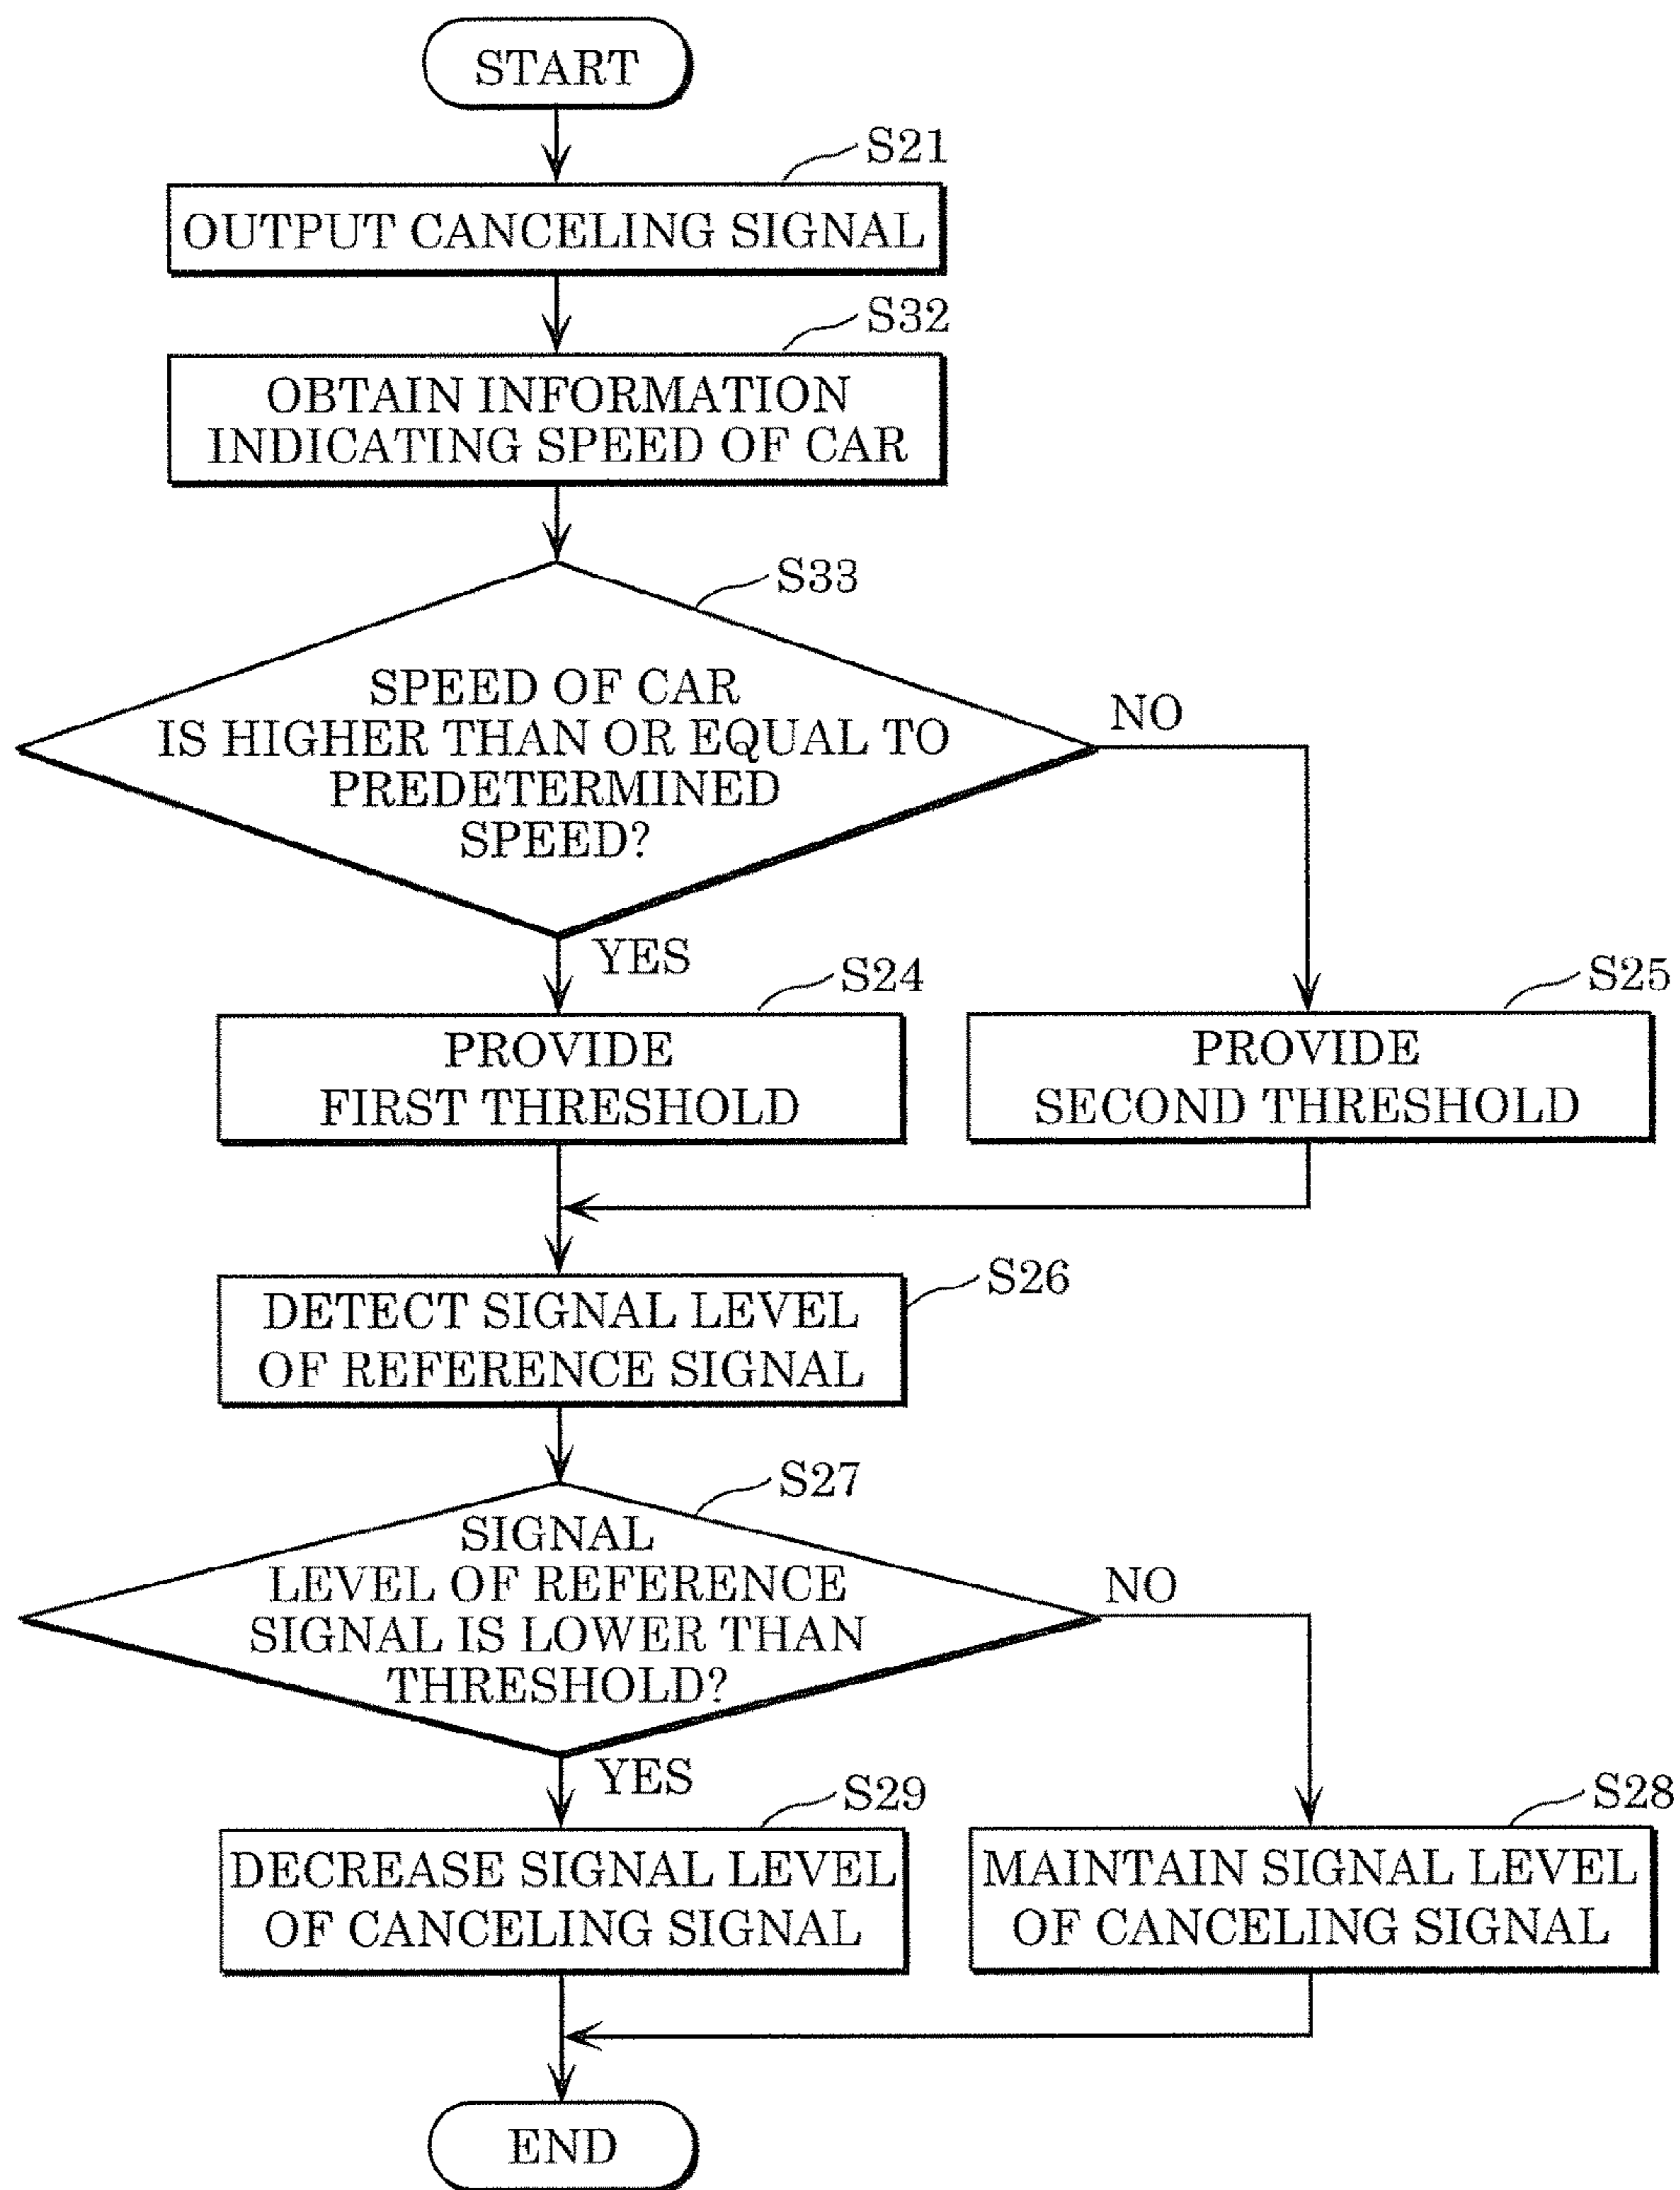 START
S21
OUTPUT CANCELING SIGNAL
S32
OBTAIN INFORMATION
INDICATING SPEED OF CAR
S33
SPEED OF CAR
IS HIGHER THAN OR EQUAL TO
PREDETERMINED
SPEED?
NO
YES
S24
PROVIDE
FIRST THRESHOLD
S25
PROVIDE
SECOND THRESHOLD
S26
DETECT SIGNAL LEVEL
OF REFERENCE SIGNAL
S27
SIGNAL
LEVEL OF REFERENCE
SIGNAL IS LOWER THAN
THRESHOLD?
NO
YES
S29
DECREASE SIGNAL LEVEL
OF CANCELING SIGNAL
S28
MAINTAIN SIGNAL LEVEL
OF CANCELING SIGNAL
END